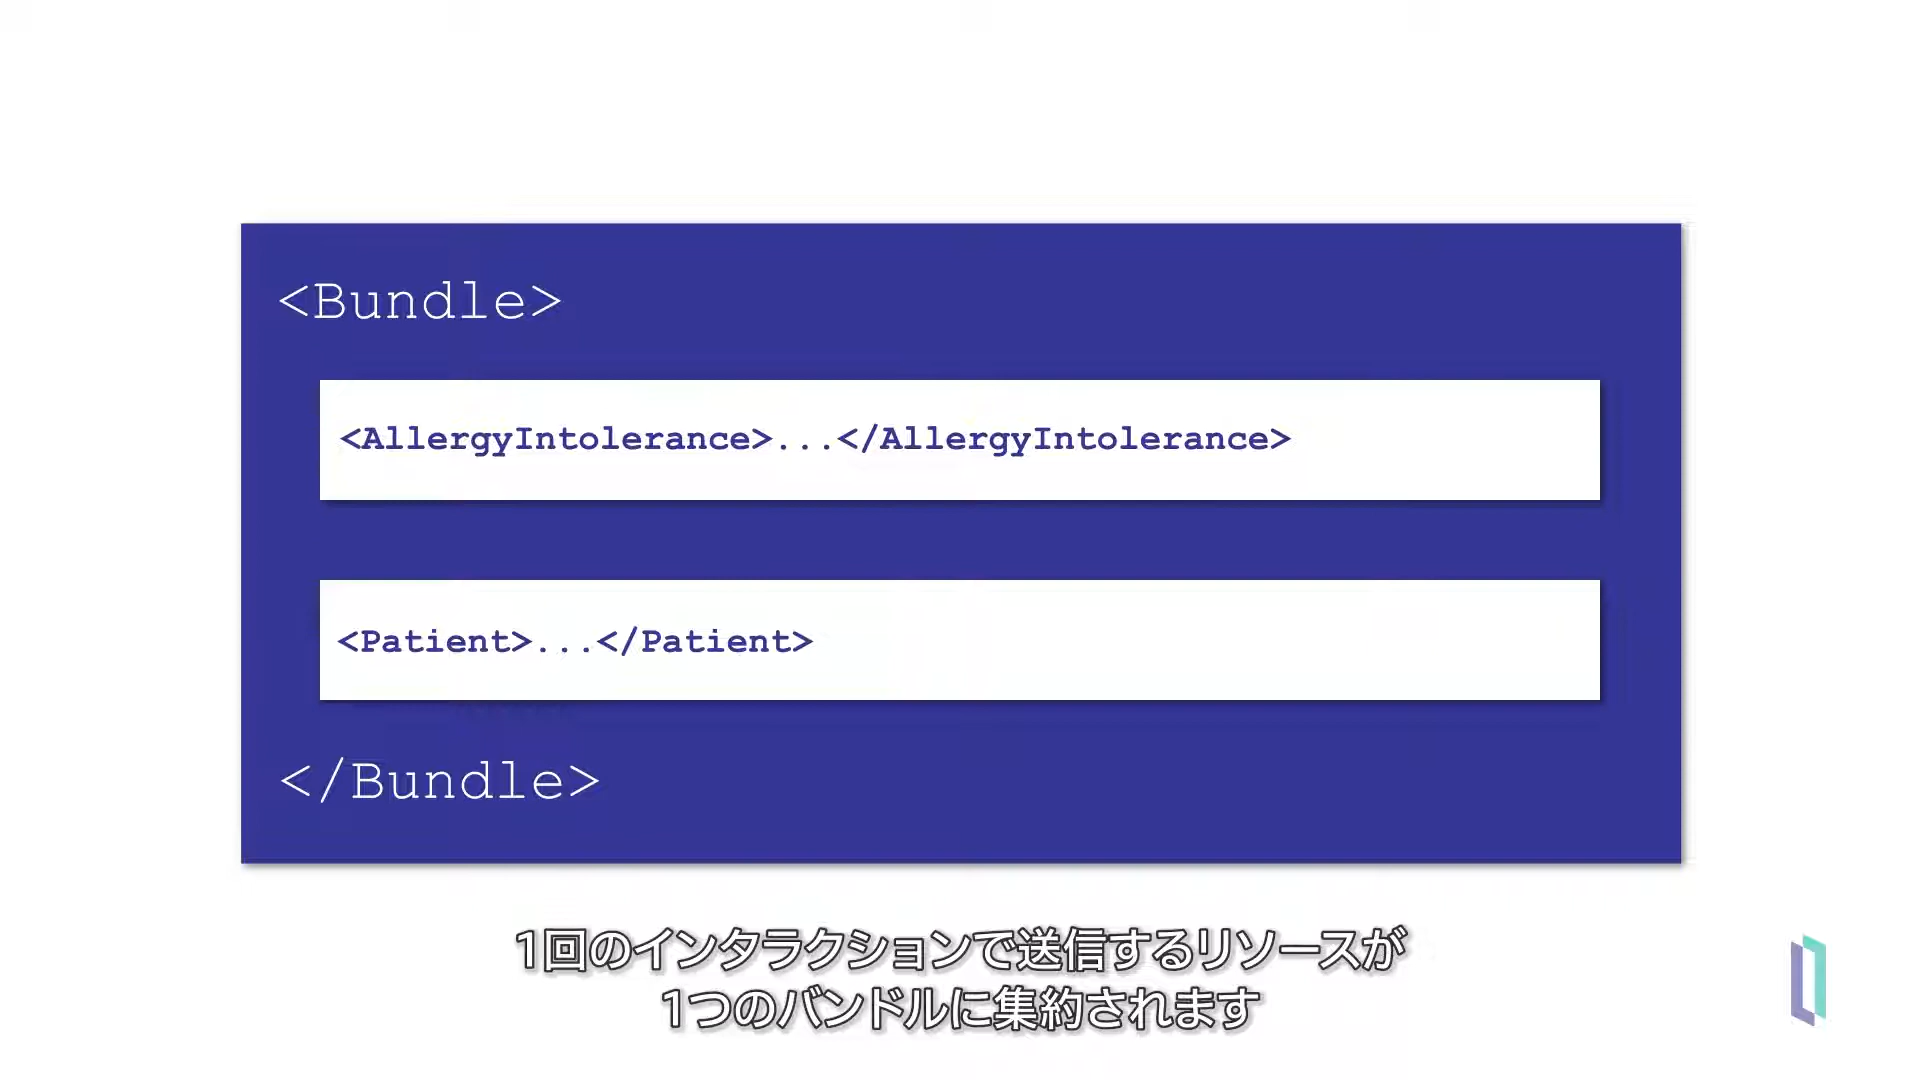 <Bundle>
<AllergyIntolerance>...</AllergyIntolerance>
<Patient>...</Patient>
</Bundle>
1回のインタラクションで送信するリソースが
1つのバンドルに集約されます